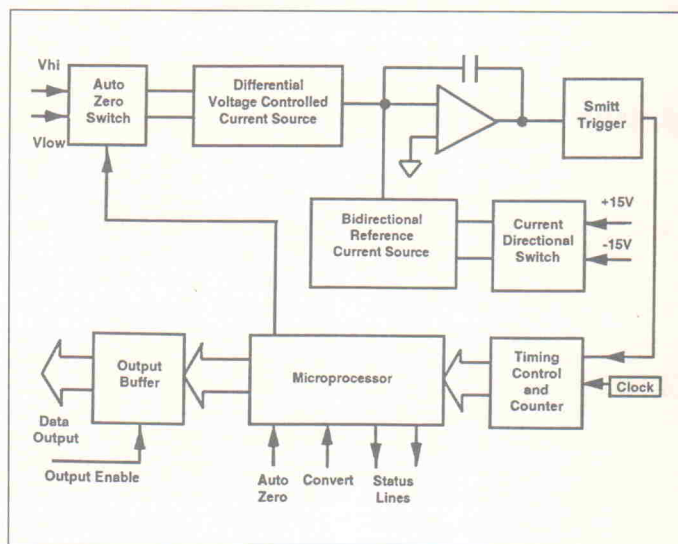 Vhi
Vlow
Auto
Zero
Switch
Differential
Voltage Controlled
Current Source
Smitt
Trigger
Bidirectional
Reference
Current Source
Current
Directional
Switch
+15V
-15V
Output
Buffer
Microprocessor
Timing
Control
and
Counter
Clock
Data
Output
Output Enable
Auto
Zero
Convert
Status
Lines